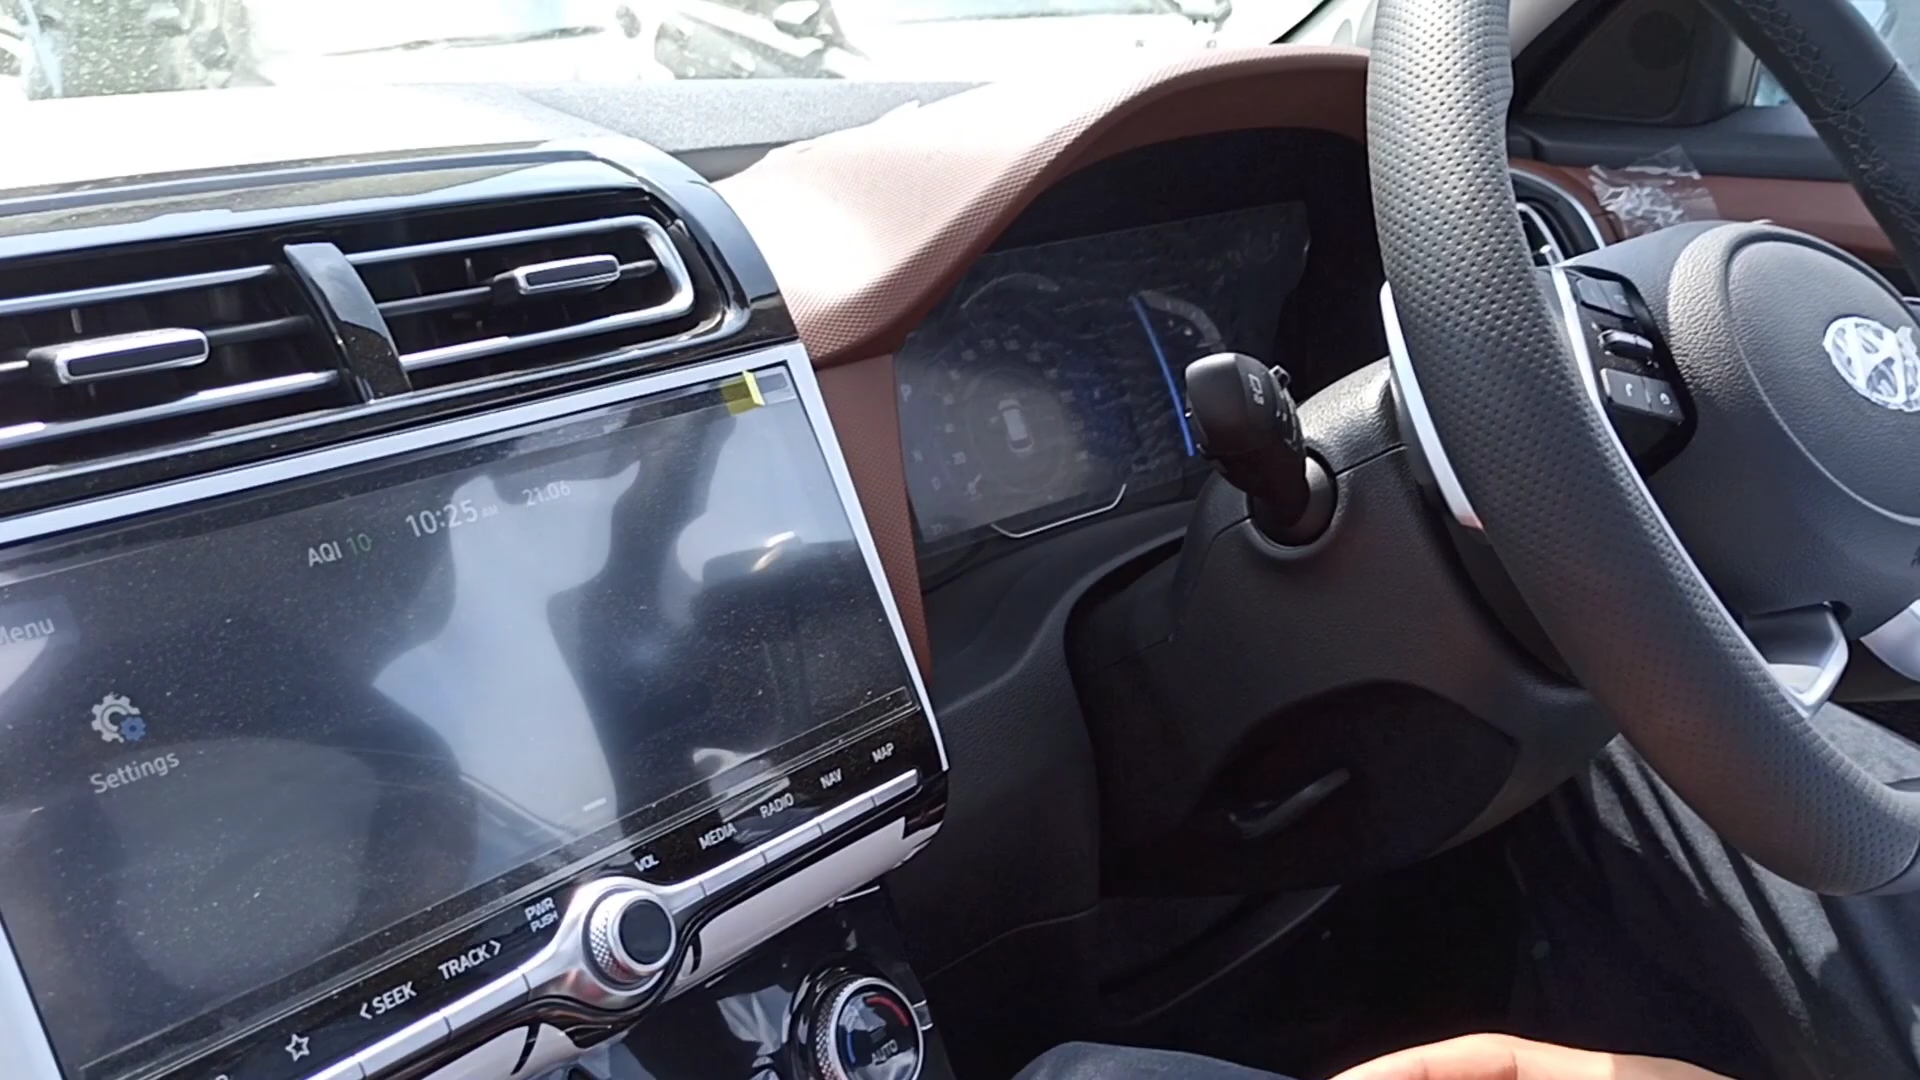 AQI 10 10:25 AM 21.06
Menu
Settings
MAP
NAV
RADIO
MEDIA
VOL
PWR
PUSH
TRACK >
< SEEK
AUTO